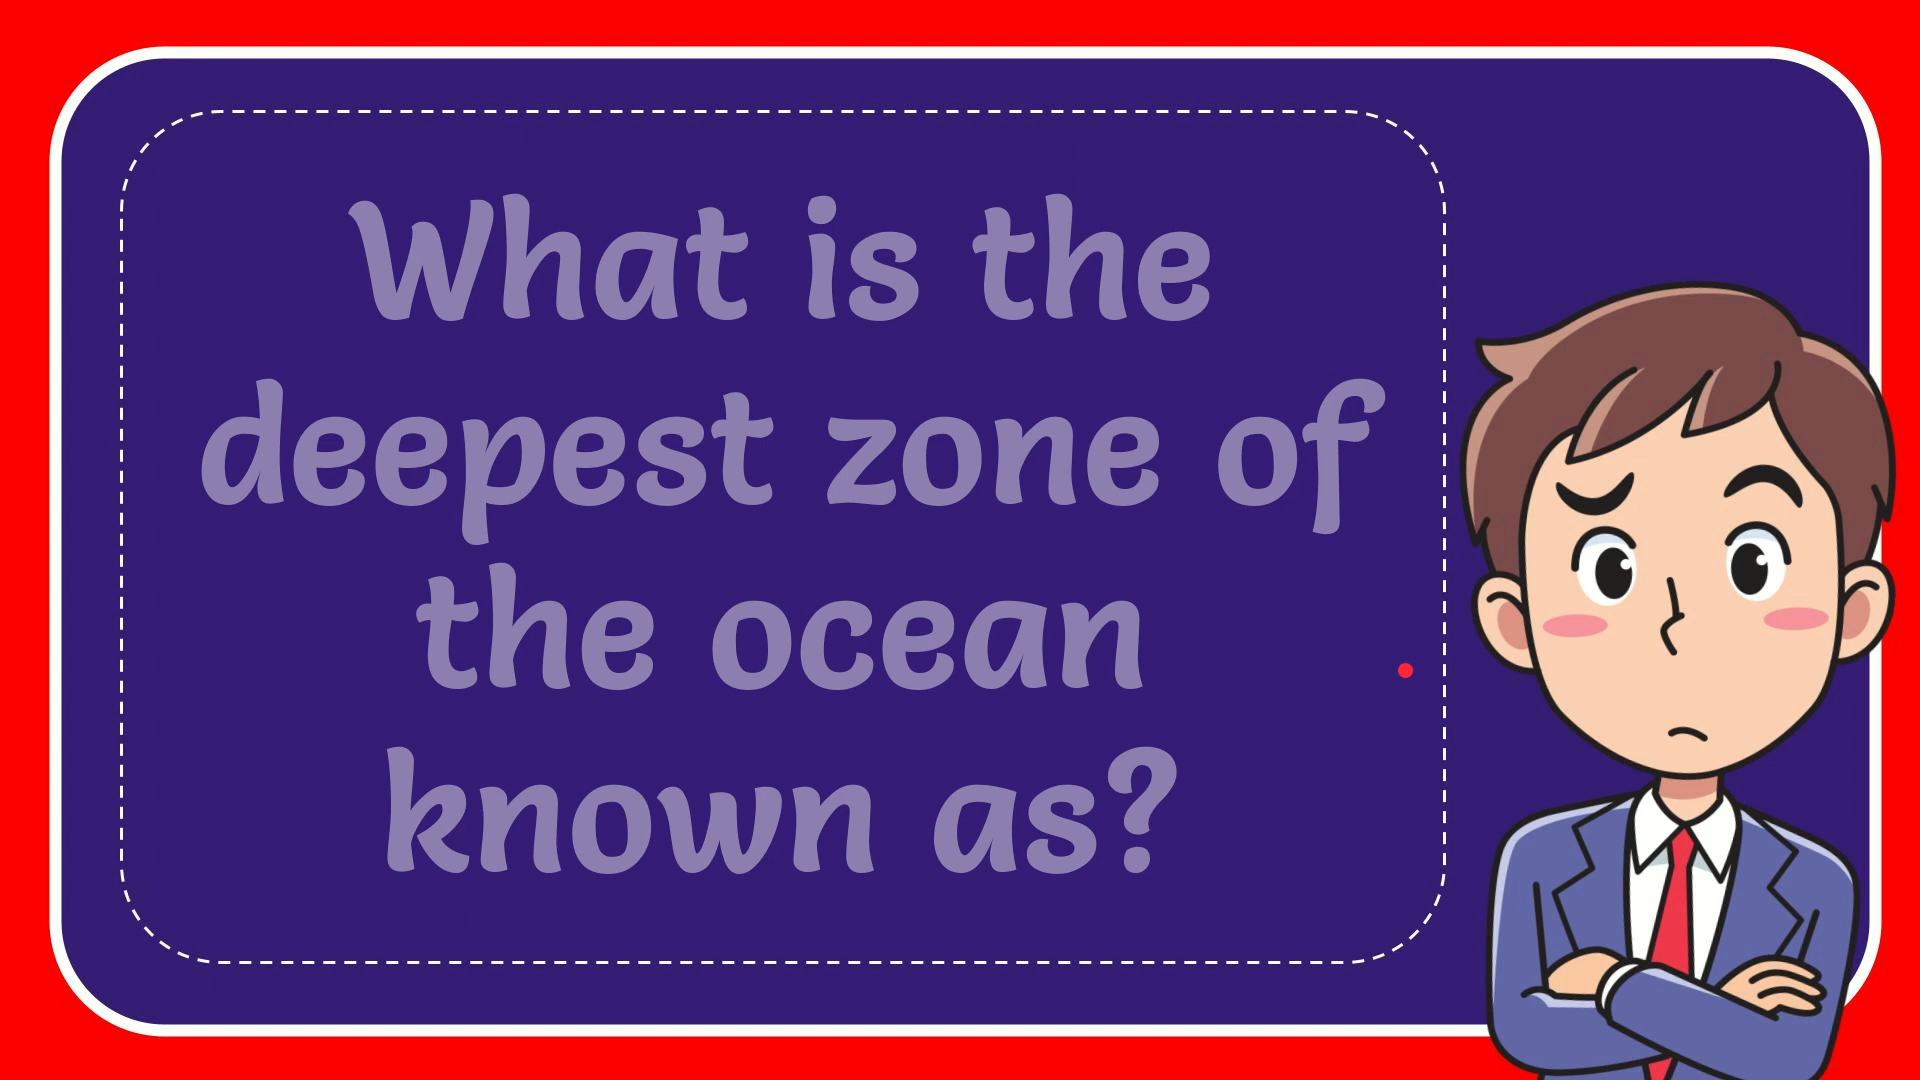 What is the
deepest zone of
the ocean
known as?